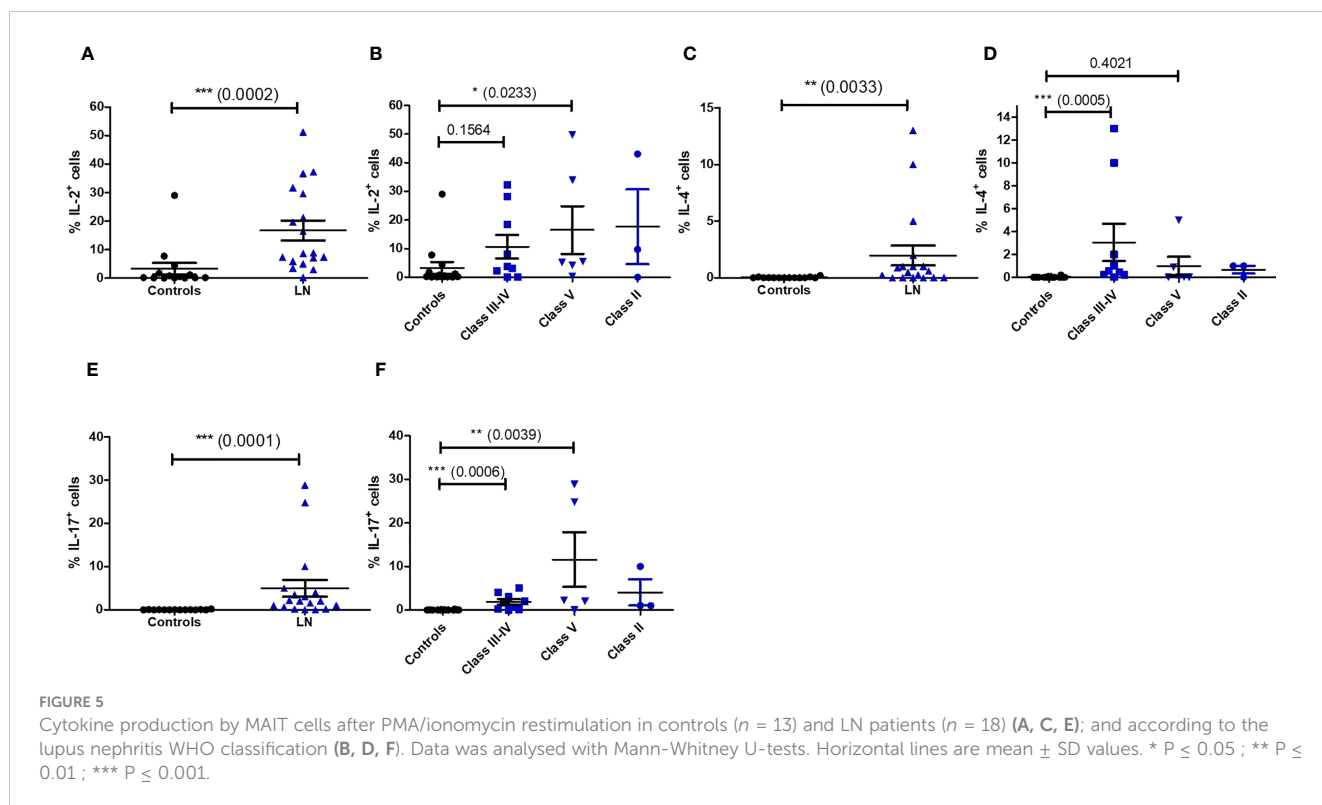 A
*** (0.0002)
% IL-2+ cells
60
50
40
30
20
10
0
Controls
LN
B
* (0.0233)
0.1564
% IL-2+ cells
60
50
40
30
20
10
0
Controls
Class III-IV
Class V
Class II
C
** (0.0033)
% IL-4+ cells
15
10
5
0
Controls
LN
D
0.4021
*** (0.0005)
% IL-4+ cells
14
12
10
8
6
4
2
0
Controls
Class III-IV
Class V
Class II
E
*** (0.0001)
% IL-17+ cells
40
30
20
10
0
Controls
LN
F
** (0.0039)
*** (0.0006)
% IL-17+ cells
40
30
20
10
0
Controls
Class III-IV
Class V
Class II
FIGURE 5
Cytokine production by MAIT cells after PMA/ionomycin restimulation in controls (n = 13) and LN patients (n = 18) (A, C, E); and according to the
lupus nephritis WHO classification (B, D, F). Data was analysed with Mann-Whitney U-tests. Horizontal lines are mean ± SD values. * P ≤ 0.05 ; ** P ≤
0.01 ; *** P ≤ 0.001.